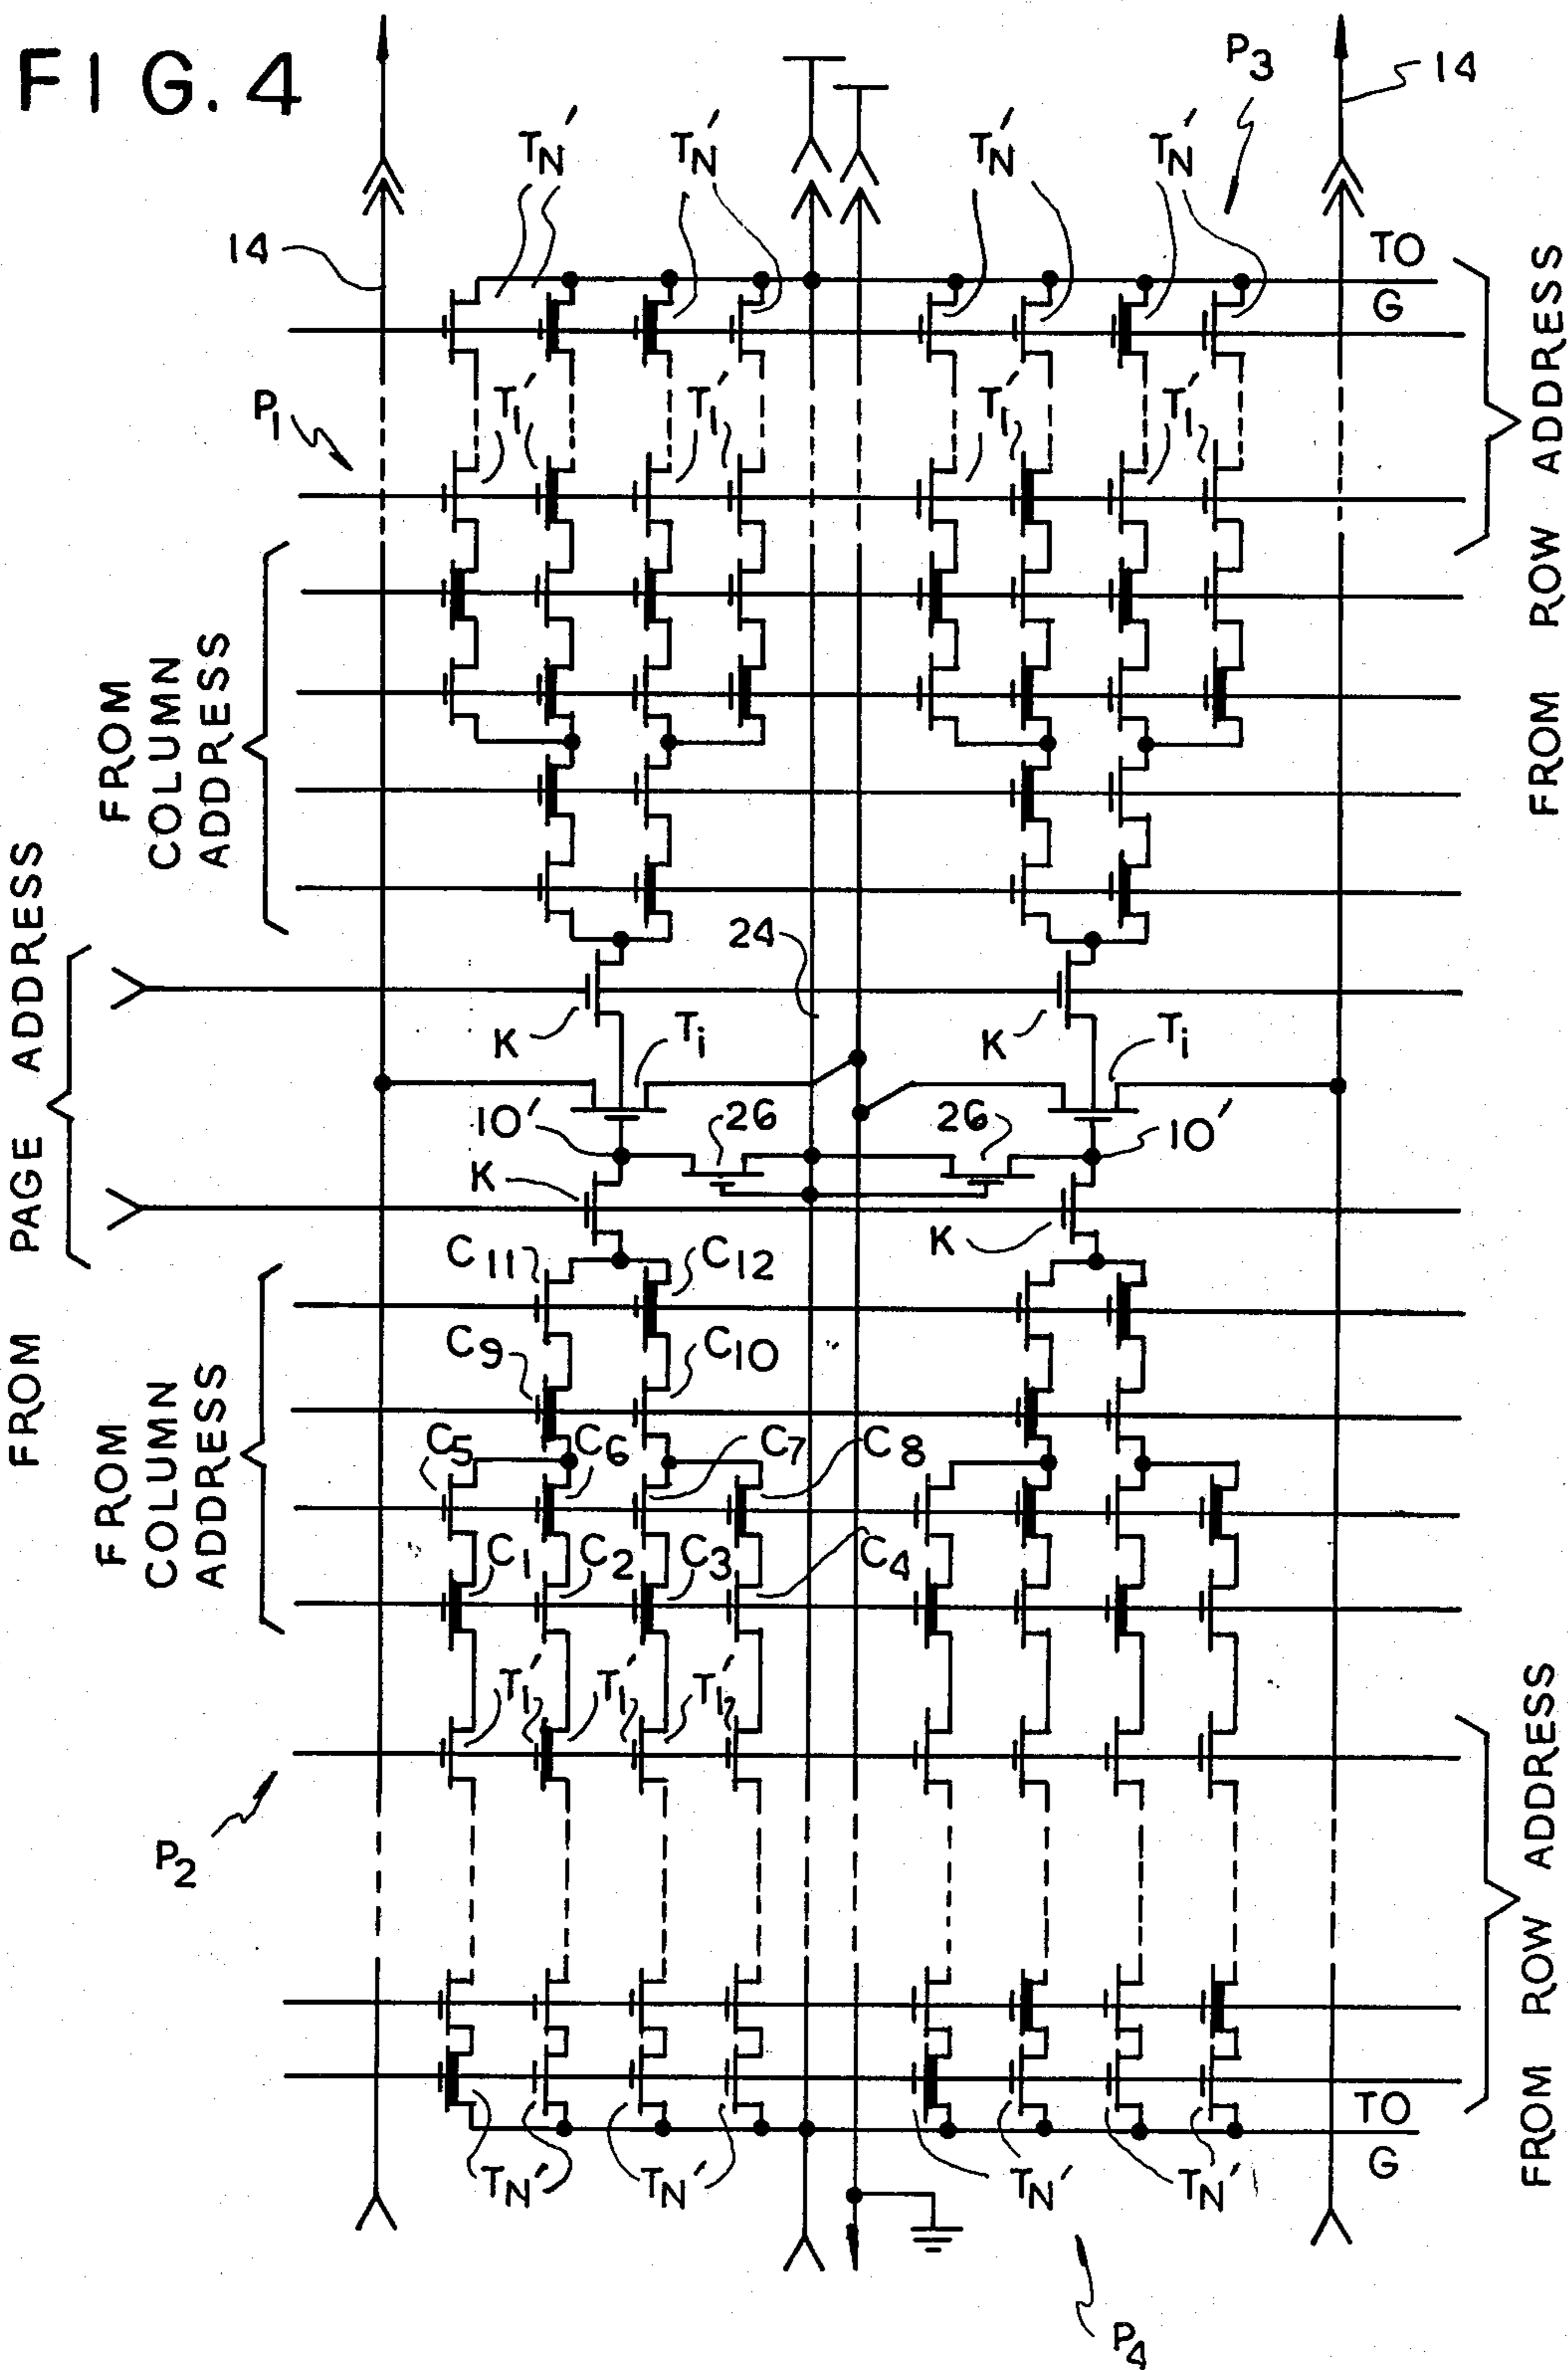 FIG. 4
P3
14
TN' TN' TN' TN'
14
TO
G
P1
T1' T1' T1' T1'
FROM ROW ADDRESS
FROM COLUMN ADDRESS
24
FROM PAGE ADDRESS
K Ti K Ti
10' 26 26 10'
K
K
C11 C12
C9 C10
FROM COLUMN ADDRESS
C5 C6 C7 C8
C1 C2 C3 C4
T1' T1' T1'
P2
FROM ROW ADDRESS
TO
G
TN' TN' TN' TN'
P4